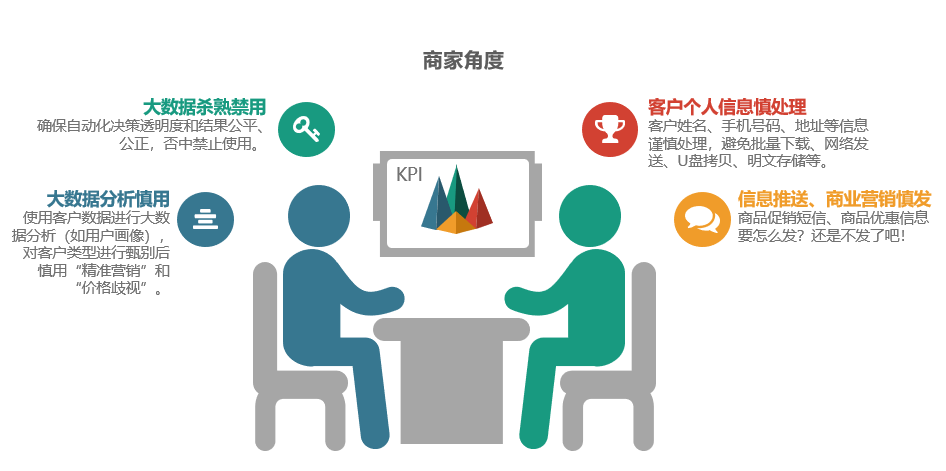 商家角度
大数据杀熟禁用
确保自动化决策透明度和结果公平、
公正，否中禁止使用。
大数据分析慎用
使用客户数据进行大数
据分析（如用户画像），
对客户类型进行甄别后
慎用“精准营销”和
“价格歧视”。
KPI
客户个人信息慎处理
客户姓名、手机号码、地址等信息
谨慎处理，避免批量下载、网络发
送、U盘拷贝、明文存储等。
信息推送、商业营销慎发
商品促销短信、商品优惠信息
要怎么发？还是不发了吧！